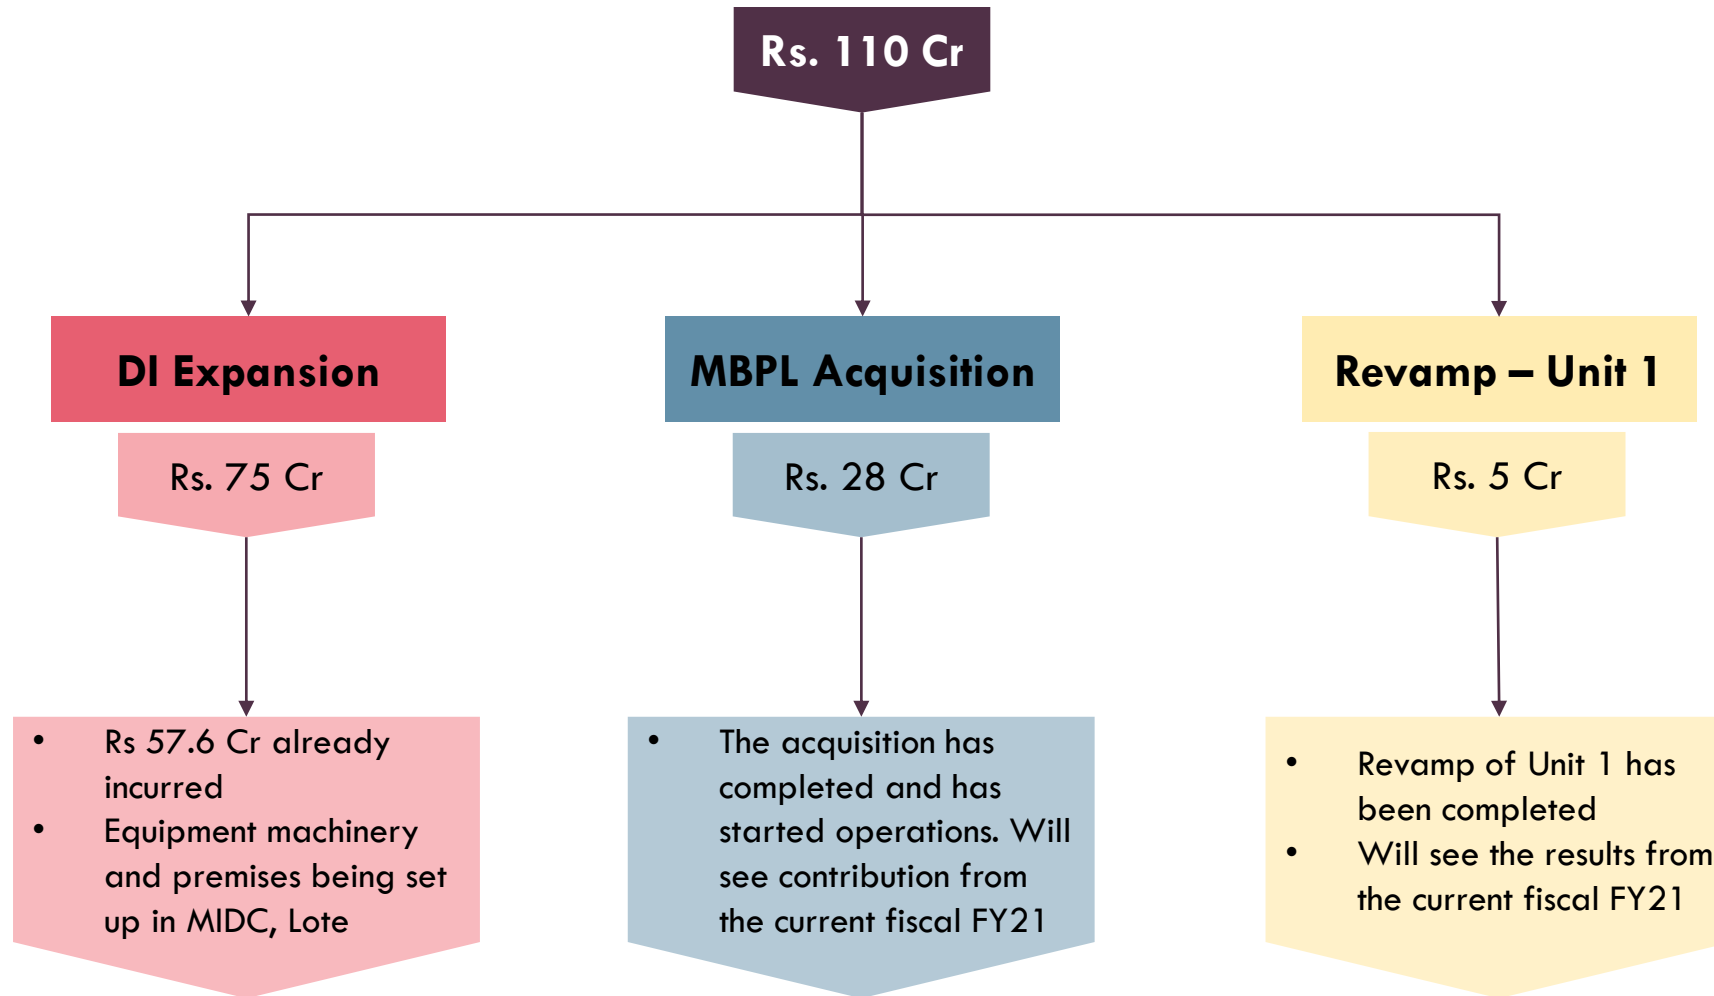 Rs. 110 Cr
DI Expansion
Rs. 75 Cr
• Rs 57.6 Cr already
incurred
• Equipment machinery
and premises being set
up in MIDC, Lote
MBPL Acquisition
Rs. 28 Cr
• The acquisition has
completed and has
started operations. Will
see contribution from
the current fiscal FY21
Revamp – Unit 1
Rs. 5 Cr
• Revamp of Unit 1 has
been completed
• Will see the results from
the current fiscal FY21